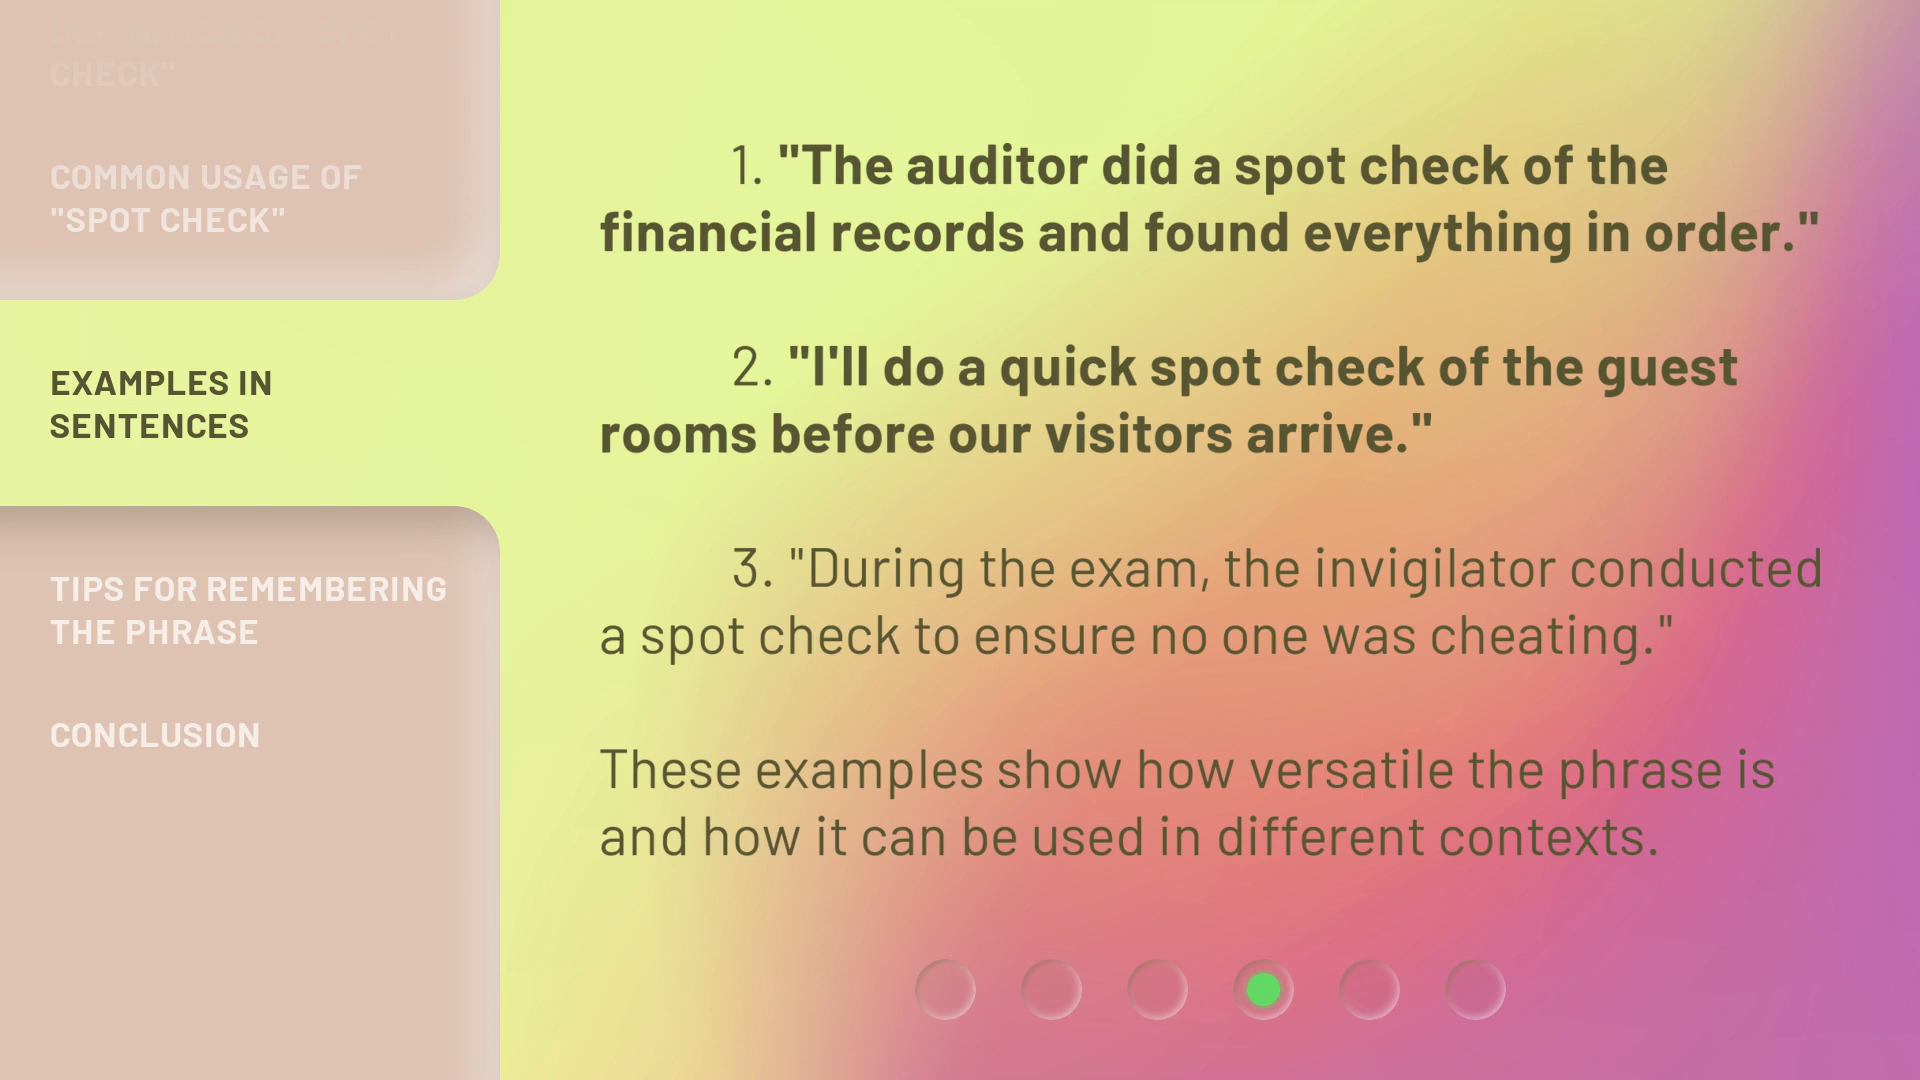 DEFINITION OF "SPOT
CHECK"
COMMON USAGE OF
"SPOT CHECK"
EXAMPLES IN
SENTENCES
TIPS FOR REMEMBERING
THE PHRASE
CONCLUSION
1. "The auditor did a spot check of the
financial records and found everything in order."
2. "I'll do a quick spot check of the guest
rooms before our visitors arrive."
3. "During the exam, the invigilator conducted
a spot check to ensure no one was cheating."
These examples show how versatile the phrase is
and how it can be used in different contexts.